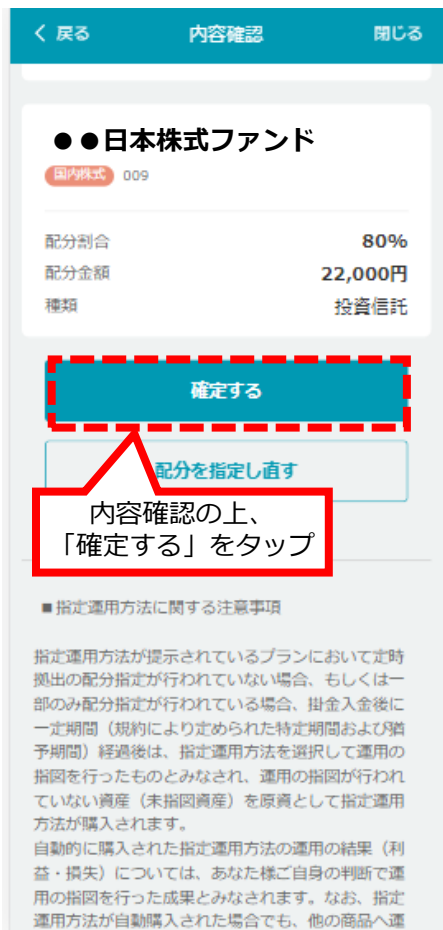 戻る 内容確認 閉じる
●●日本株式ファンド
国内株式 009
配分割合 80%
配分金額 22,000円
種類 投資信託
確定する
配分を指定し直す
内容確認の上、
「確定する」をタップ
■指定運用方法に関する注意事項
指定運用方法が提示されているプランにおいて定時
拠出の配分指定が行われていない場合、もしくは一
部のみ配分指定が行われている場合、掛金入金後に
一定期間（規約により定められた特定期間および猶
予期間）経過後は、指定運用方法を選択して運用の
指図を行ったものとみなされ、運用の指図が行われ
ていない資産（未指図資産）を原資として指定運用
方法が購入されます。
自動的に購入された指定運用方法の運用の結果（利
益・損失）については、あなた様ご自身の判断で運
用の指図を行った成果とみなされます。なお、指定
運用方法が自動購入された場合でも、他の商品へ運